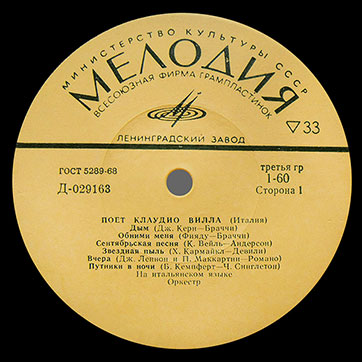 МИНИСТЕРСТВО КУЛЬТУРЫ СССР
МЕЛОДИЯ
ВСЕСОЮЗНАЯ ФИРМА ГРАМПЛАСТИНОК
▽33
ЛЕНИНГРАДСКИЙ ЗАВОД
ГОСТ 5289-68
Д-029163
третья гр
1-60
Сторона 1
ПОЕТ КЛАУДИО ВИЛЛА (Италия)
Дым (Дж. Керн—Браччи)
Обними меня (Фияду—Браччи)
Сентябрьская песня (К. Вейль—Андерсон)
Звездная пыль (Х. Кармайкл—Девилли)
Вчера (Дж. Леннон и П. Маккартни—Романо)
Путники в ночи (Б. Кемпферт—Ч. Синглетон)
На итальянском языке
Оркестр